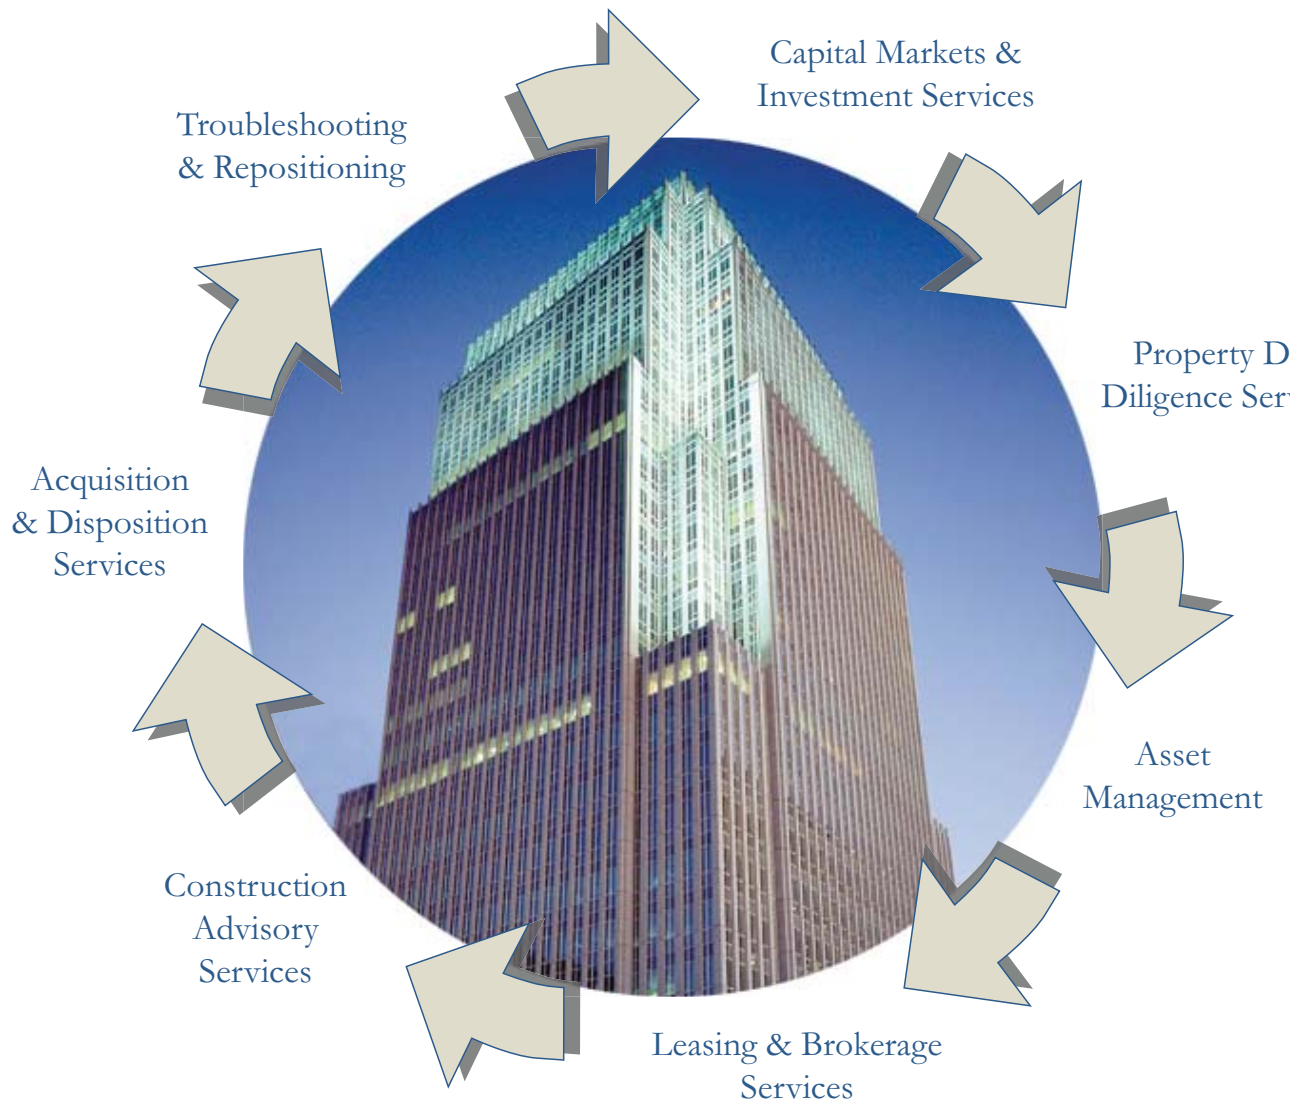 Capital Markets &
Investment Services
Troubleshooting
& Repositioning
Property
Diligence
Acquisition
& Disposition
Services
Asset
Management
Construction
Advisory
Services
Leasing & Brokerage
Services